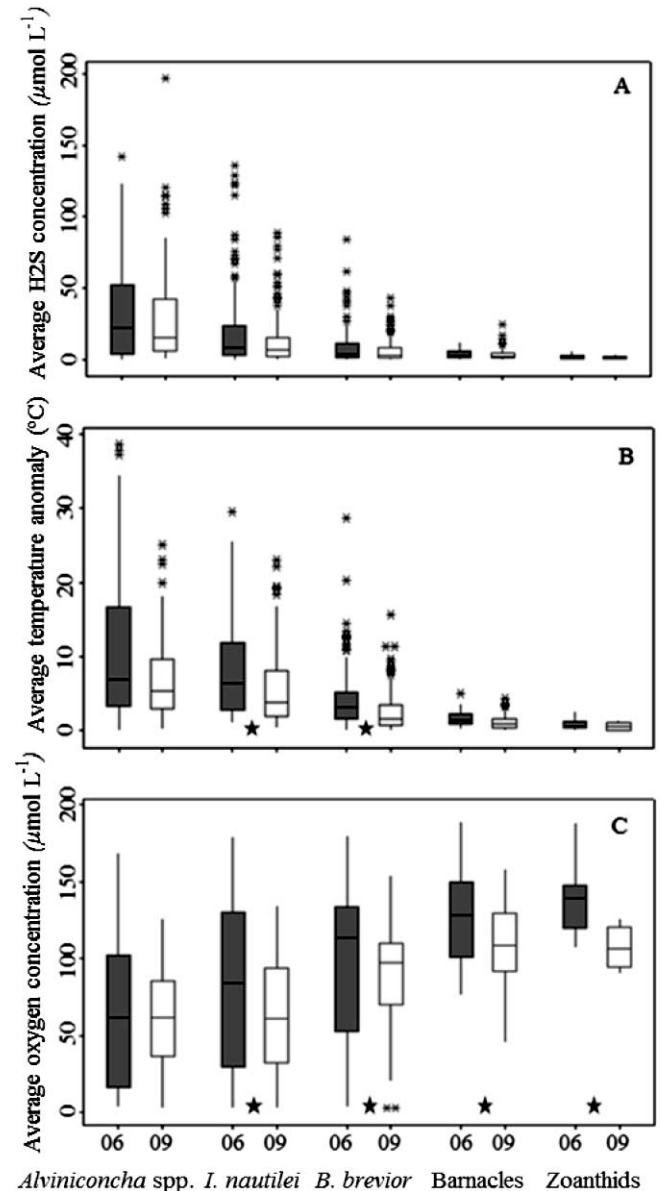 Average H2S concentration (µmol L⁻¹)
200
150
100
50
0
A
Average temperature anomaly (ºC)
40
30
20
10
0
B
Average oxygen concentration (µmol L⁻¹)
200
150
100
50
0
C
06 09 06 09 06 09 06 09 06 09
Alviniconcha spp. I. nautilei B. brevior Barnacles Zoanthids